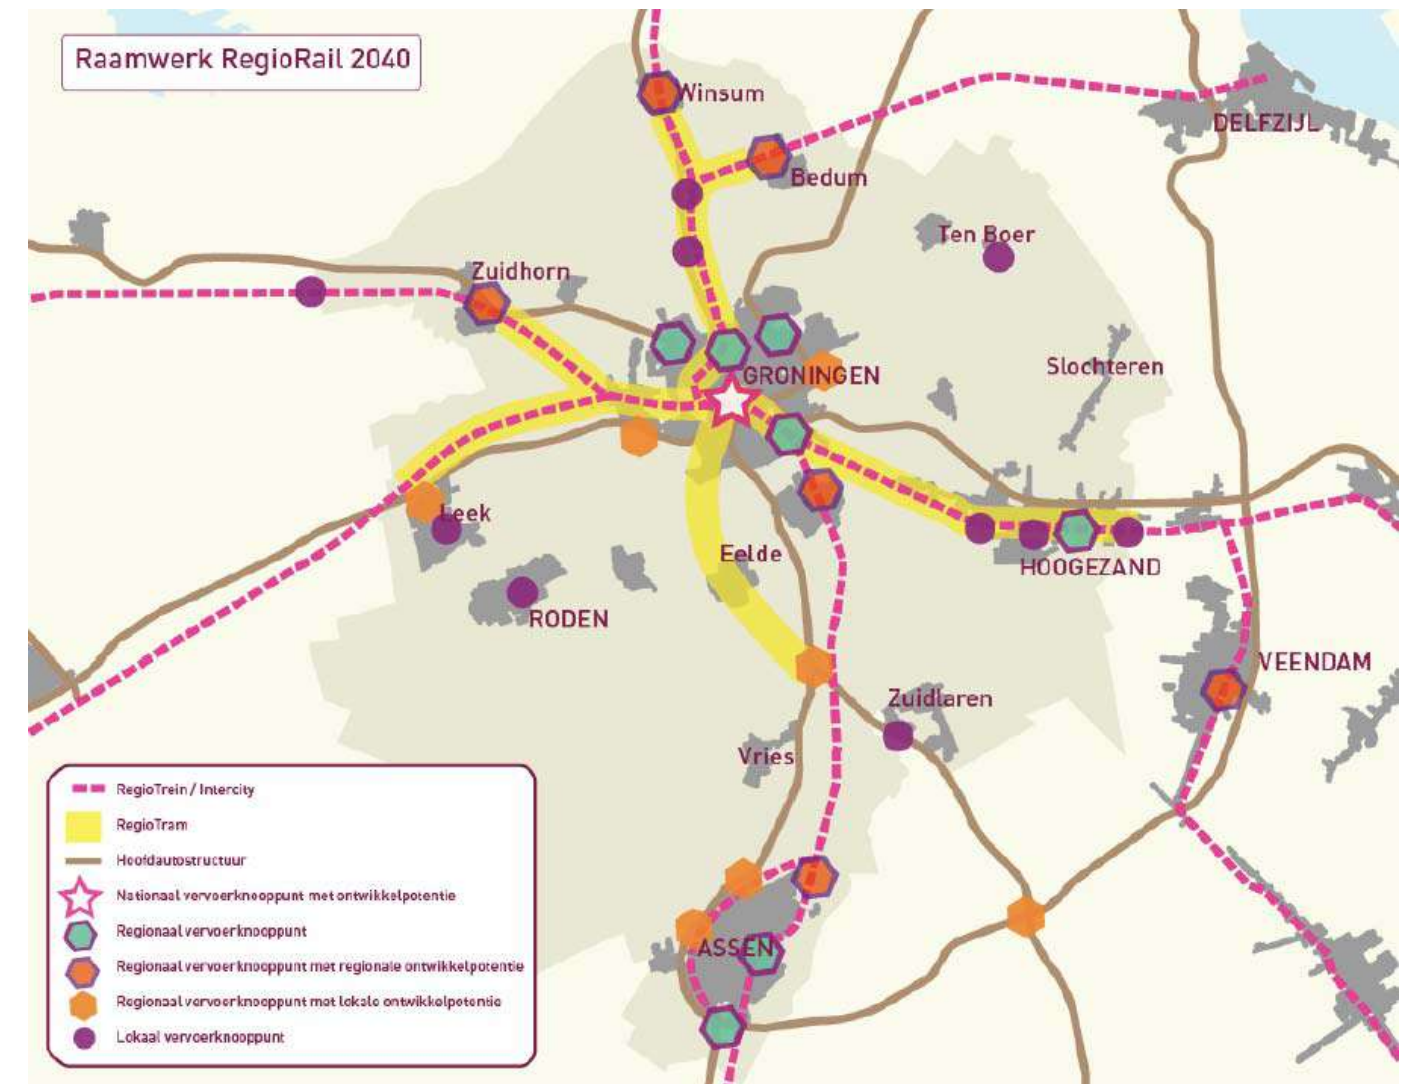 Raamwerk RegioRail 2040
Winsum
DELFZIJL
Bedum
Ten Boer
Zuidhorn
Slochteren
GRONINGEN
Leek
Eelde
HOOGEZAND
RODEN
VEENDAM
Zuidlaren
Vries
ASSEN
RegioTrein / Intercity
RegioTram
Hoofdautostructuur
Nationaal vervoerknooppunt met ontwikkelpotentie
Regionaal vervoerknooppunt
Regionaal vervoerknooppunt met regionale ontwikkelpotentie
Regionaal vervoerknooppunt met lokale ontwikkelpotentie
Lokaal vervoerknooppunt